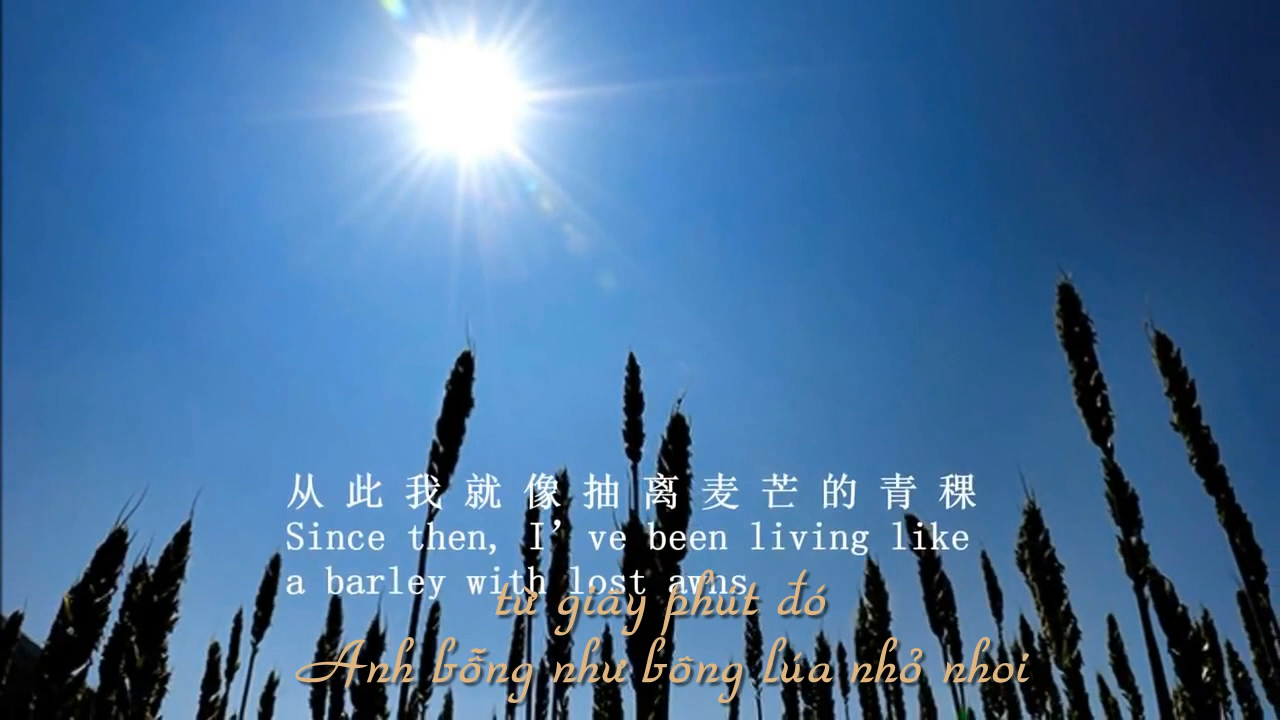 从此我就像抽离麦芒的青稞
Since then, I've been living like
a barley with lost awns
từ giây phút đó
Anh bỗng như bông lúa nhỏ nhoi